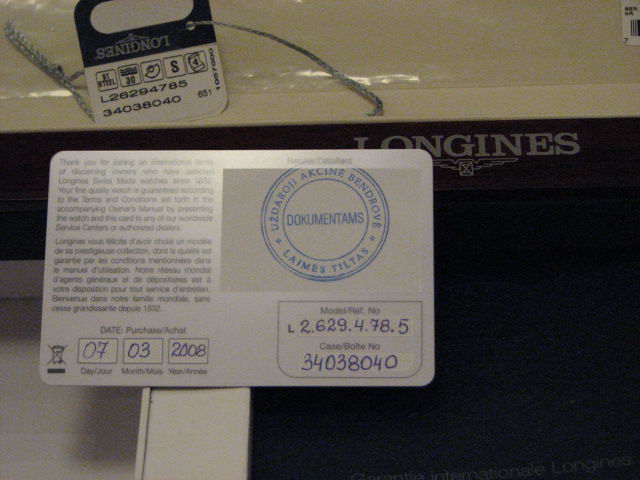 LONGINES
ST. STEEL 30 S 4
L26294785
34038040 651
LONGINES
Thank you for joining an international family
of discerning owners who have selected
Longines Swiss Made watches since 1832.
Your fine quality watch is guaranteed according
to the Terms and Conditions set forth in the
accompanying Owner's Manual by presenting
the watch and this card to any of our worldwide
Service Centers or authorized dealers.
Longines vous félicite d'avoir choisi un modèle
de sa prestigieuse collection, dont la qualité est
garantie par les conditions mentionnées dans
le manuel d'utilisation. Notre réseau mondial
d'agents généraux et de dépositaires est à
votre disposition pour tout service d'entretien.
Bienvenue dans notre famille mondiale, sans
cesse grandissante depuis 1832.
Retailer/Détaillant
UŽDAROJI AKCINĖ BENDROVĖ
DOKUMENTAMS
LAIMĖS TILTAS
DATE: Purchase/Achat
07 03 2008
Day/Jour Month/Mois Year/Année
Model/Réf. No
L 2.629.4.78.5
Case/Boîte No
34038040
Garantie Internationale Longines